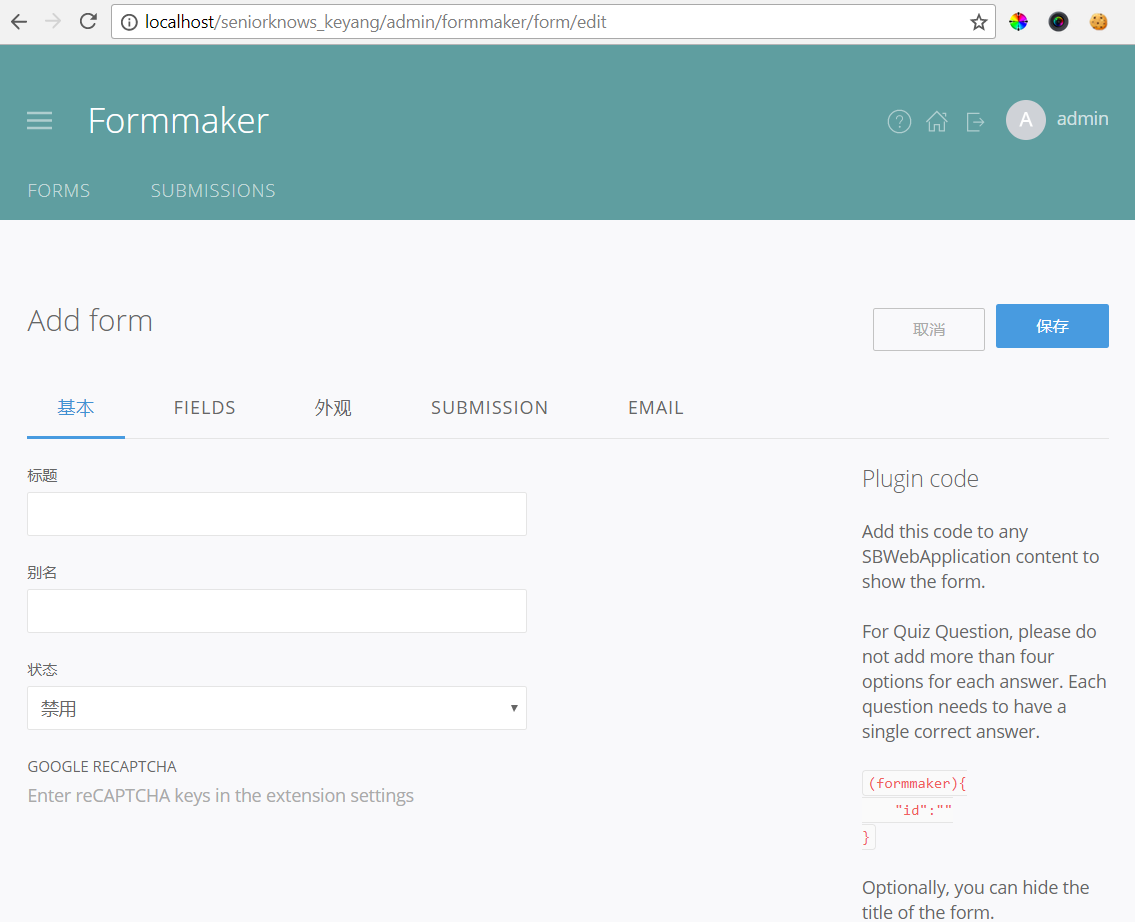 localhost/seniorknows_keyang/admin/formmaker/form/edit
Formmaker
A
admin
FORMS
SUBMISSIONS
Add form
取消
保存
基本
FIELDS
外观
SUBMISSION
EMAIL
标题
别名
状态
禁用
GOOGLE RECAPTCHA
Enter reCAPTCHA keys in the extension settings
Plugin code
Add this code to any
SBWebApplication content to
show the form.
For Quiz Question, please do
not add more than four
options for each answer. Each
question needs to have a
single correct answer.
(formmaker){
"id":""
}
Optionally, you can hide the
title of the form.